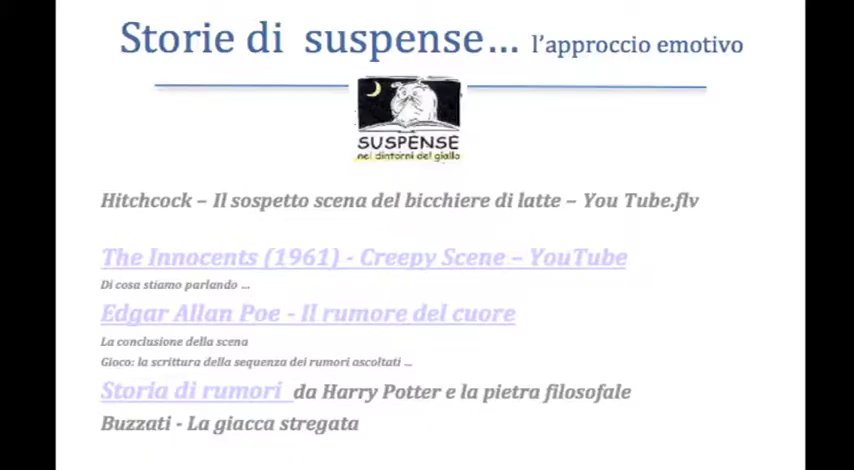 Storie di suspense... l'approccio emotivo
SUSPENSE
nei dintorni del giallo
Hitchcock – Il sospetto scena del bicchiere di latte – You Tube.flv
The Innocents (1961) - Creepy Scene – YouTube
Di cosa stiamo parlando ...
Edgar Allan Poe - Il rumore del cuore
La conclusione della scena
Gioco: la scrittura della sequenza dei rumori ascoltati ...
Storia di rumori da Harry Potter e la pietra filosofale
Buzzati - La giacca stregata